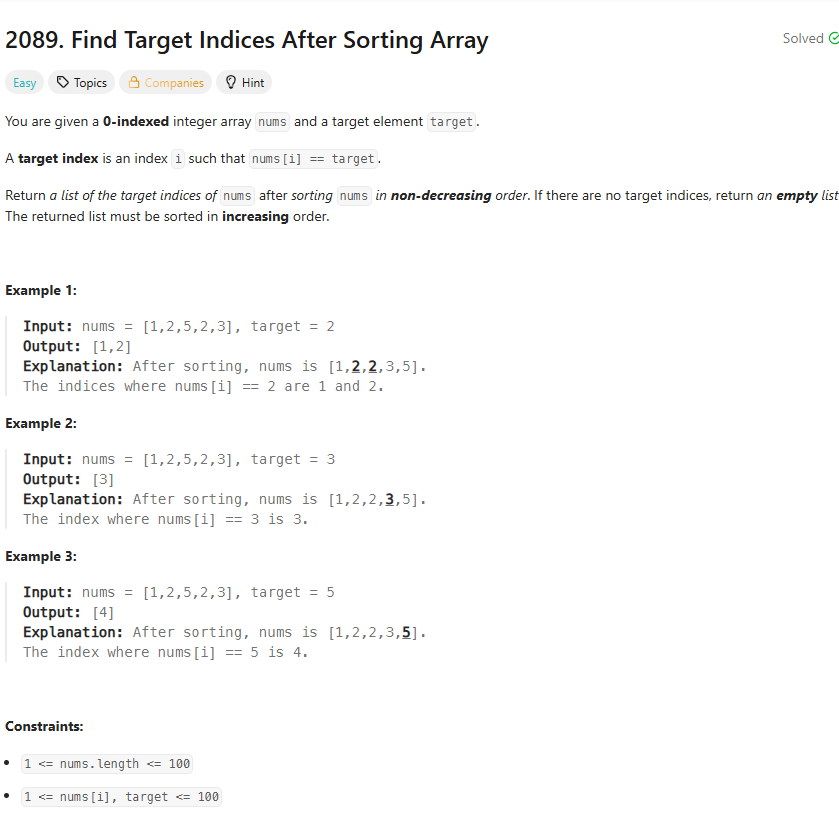 2089. Find Target Indices After Sorting Array
Solved
Easy Topics Companies Hint
You are given a 0-indexed integer array nums and a target element target.
A target index is an index i such that nums[i] == target.
Return a list of the target indices of nums after sorting nums in non-decreasing order. If there are no target indices, return an empty list
The returned list must be sorted in increasing order.
Example 1:
Input: nums = [1,2,5,2,3], target = 2
Output: [1,2]
Explanation: After sorting, nums is [1,2,2,3,5].
The indices where nums[i] == 2 are 1 and 2.
Example 2:
Input: nums = [1,2,5,2,3], target = 3
Output: [3]
Explanation: After sorting, nums is [1,2,2,3,5].
The index where nums[i] == 3 is 3.
Example 3:
Input: nums = [1,2,5,2,3], target = 5
Output: [4]
Explanation: After sorting, nums is [1,2,2,3,5].
The index where nums[i] == 5 is 4.
Constraints:
• 1 <= nums.length <= 100
• 1 <= nums[i], target <= 100